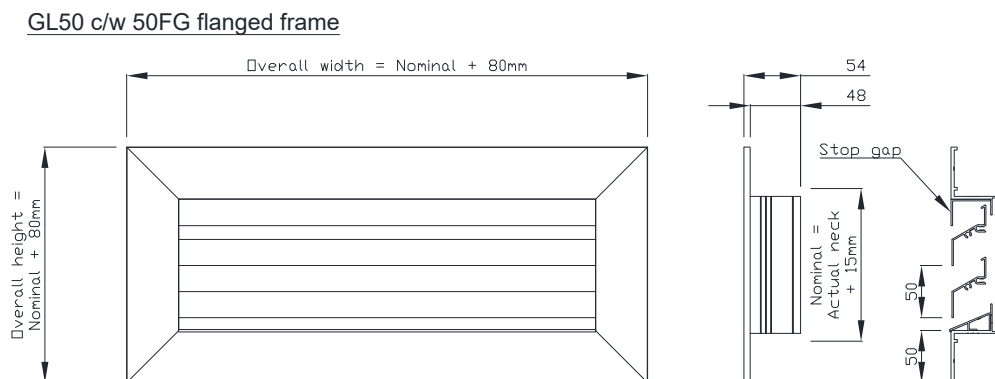 GL50 c/w 50FG flanged frame
Overall width = Nominal + 80mm
54
48
Stop gap
Overall height =
Nominal + 80mm
Nominal =
Actual neck
+ 15mm
50
50